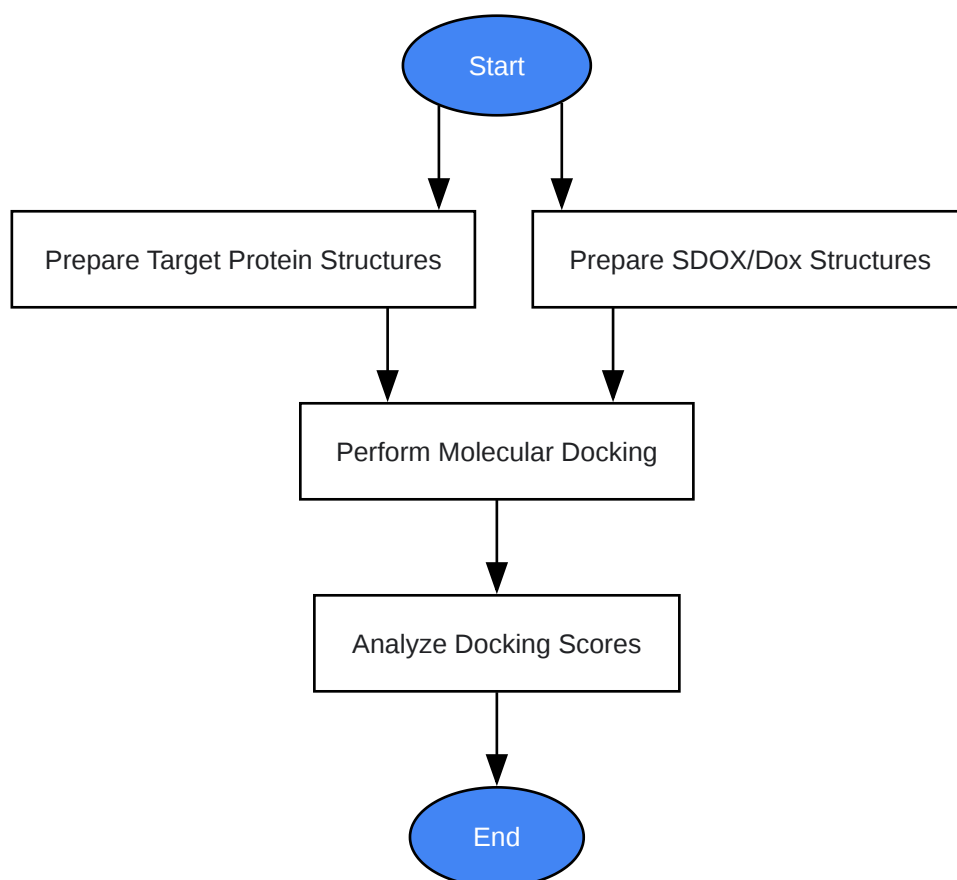 Start
Prepare Target Protein Structures
Prepare SDOX/Dox Structures
Perform Molecular Docking
Analyze Docking Scores
End